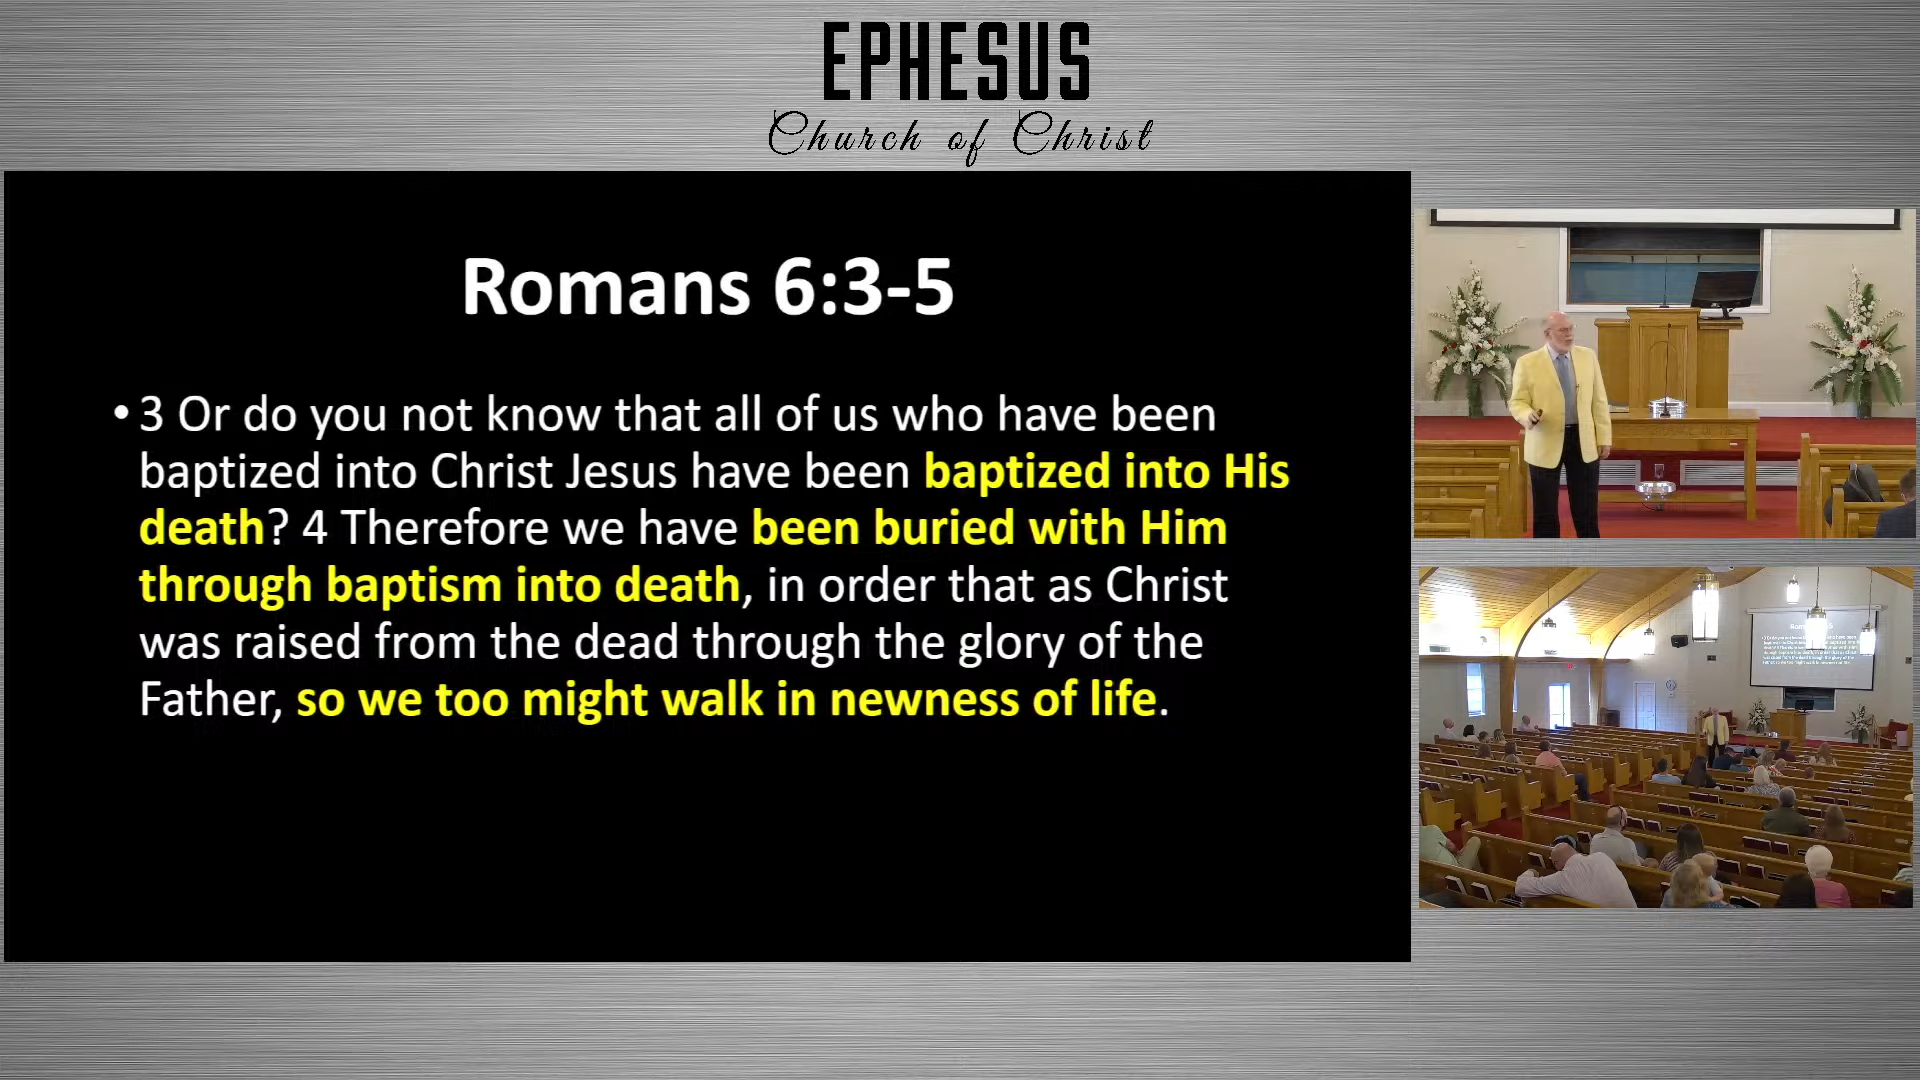 EPHESUS
Church of Christ
Romans 6:3-5
• 3 Or do you not know that all of us who have been
baptized into Christ Jesus have been baptized into His
death? 4 Therefore we have been buried with Him
through baptism into death, in order that as Christ
was raised from the dead through the glory of the
Father, so we too might walk in newness of life.